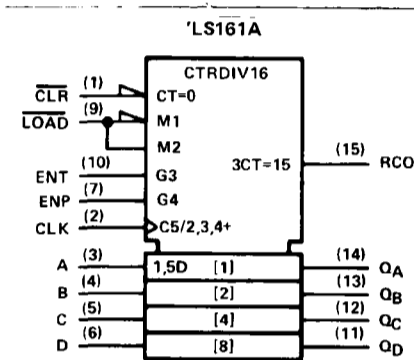 'LS161A
CTRDIV16
CLR (1) CT=0
LOAD (9) M1
M2
3CT=15 (15) RCO
ENT (10) G3
ENP (7) G4
CLK (2) C5/2,3,4+
A (3) 1,5D [1] (14) QA
B (4) [2] (13) QB
C (5) [4] (12) QC
D (6) [8] (11) QD